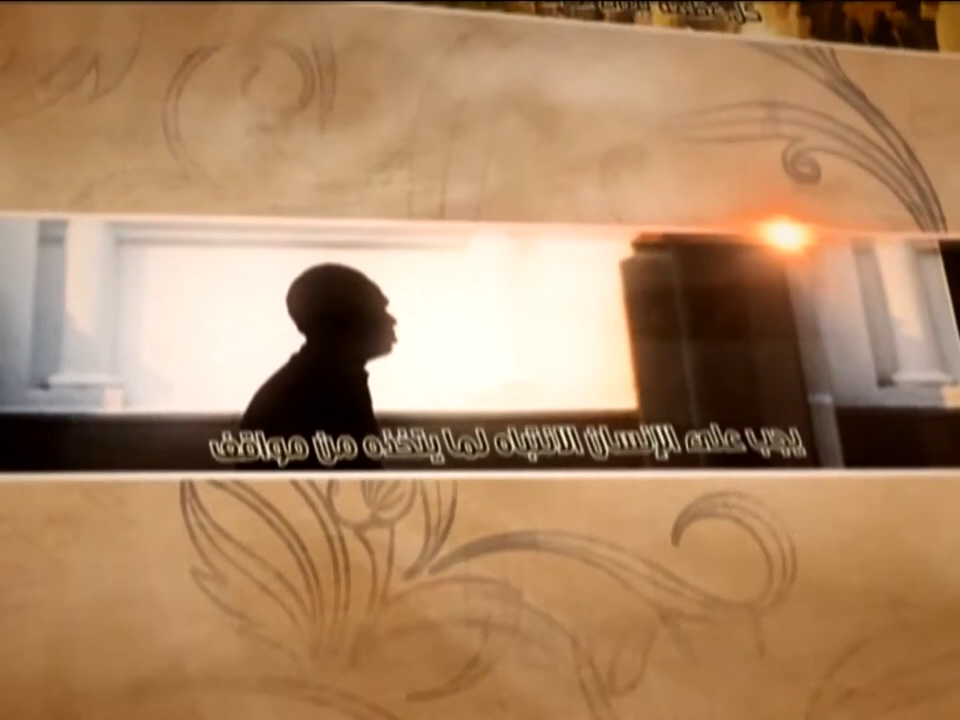 يجب على الإنسان الانتباه لما يتخذه من مواقف